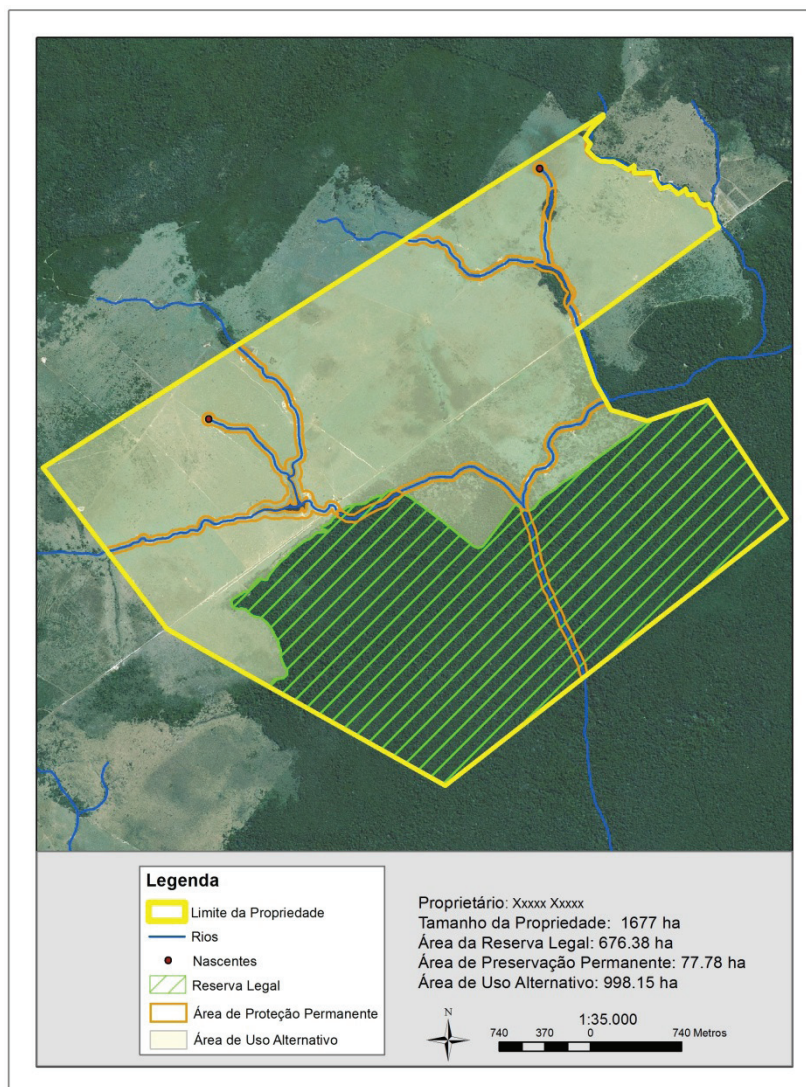 Legenda
Limite da Propriedade
Rios
Nascentes
Reserva Legal
Área de Proteção Permanente
Área de Uso Alternativo
Proprietário: Xxxxx Xxxxx
Tamanho da Propriedade: 1677 ha
Área da Reserva Legal: 676.38 ha
Área de Preservação Permanente: 77.78 ha
Área de Uso Alternativo: 998.15 ha
N
1:35.000
740 370 0 740 Metros